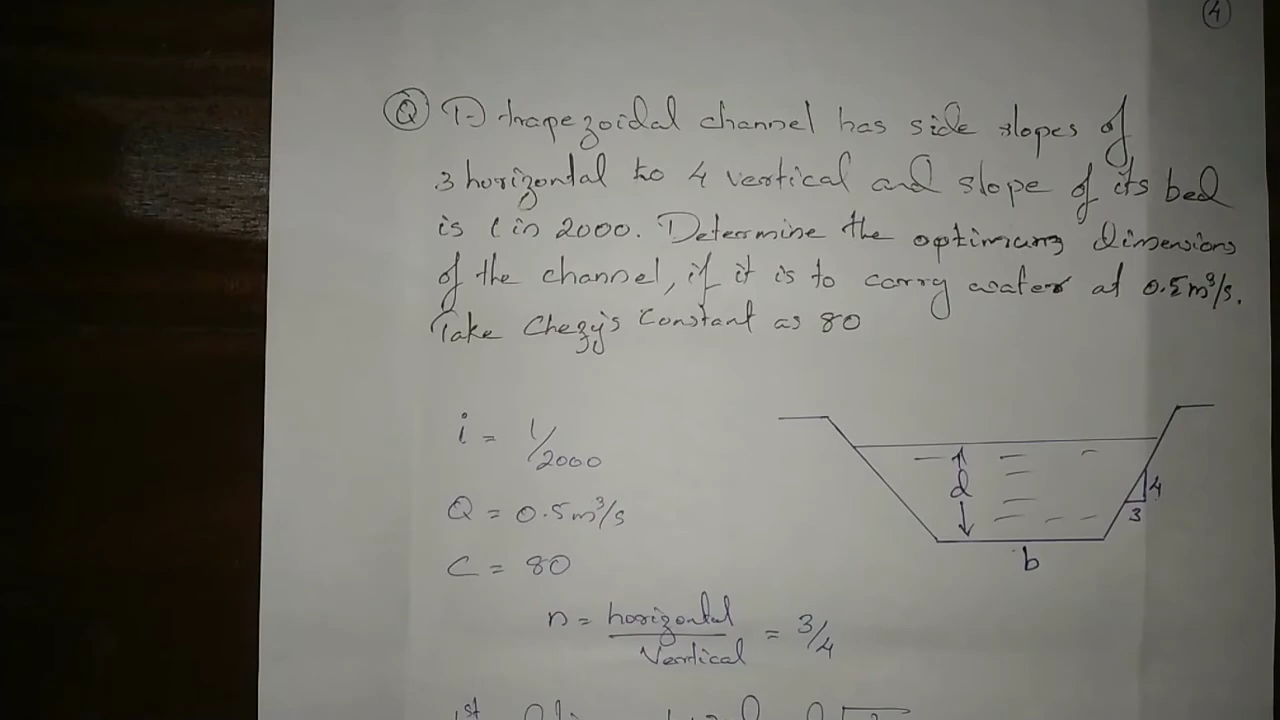 4
Q T-) trapezoidal channel has side slopes of
3 horizontal to 4 vertical and slope of its bed
is 1 in 2000. Determine the optimum dimensions
of the channel, if it is to carry water at 0.5m³/s.
Take Chezy's Constant as 80
i = 1/2000
Q = 0.5m³/s
C = 80
d
4
3
b
n = horizontal / Vertical = 3/4
1st